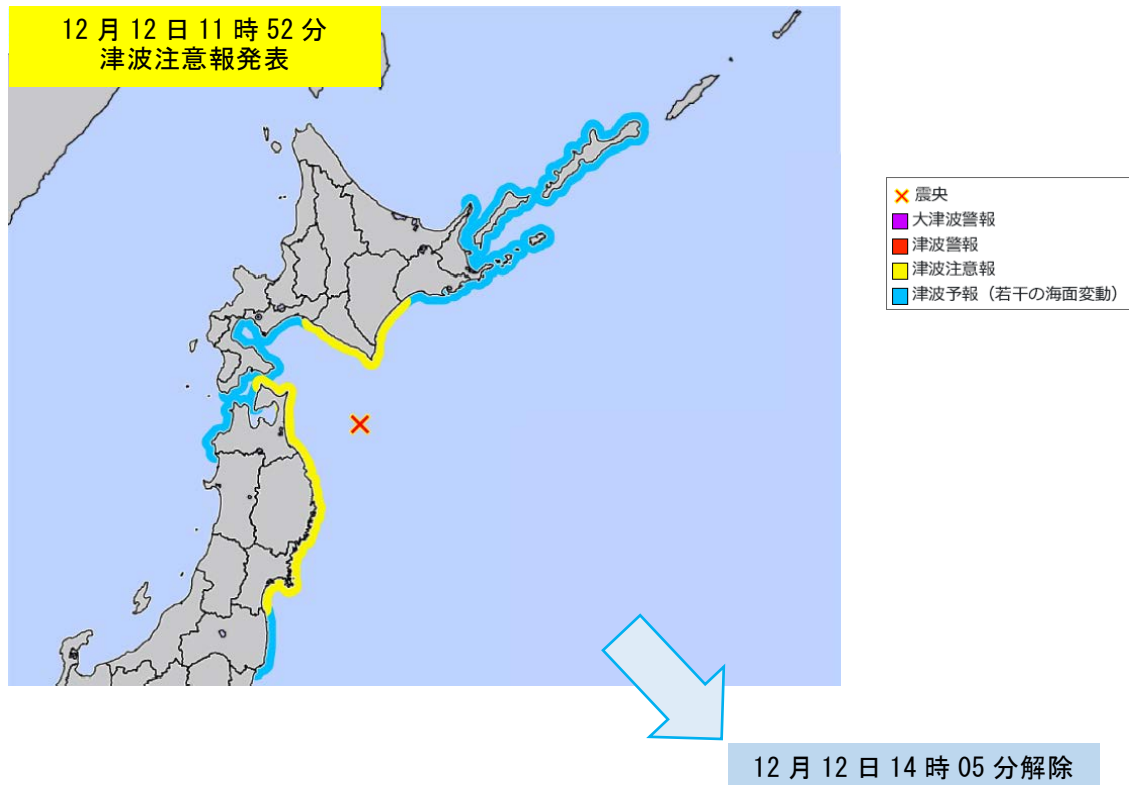 12 月 12 日 11 時 52 分
津波注意報発表
震央
大津波警報
津波警報
津波注意報
津波予報（若干の海面変動）
12 月 12 日 14 時 05 分解除